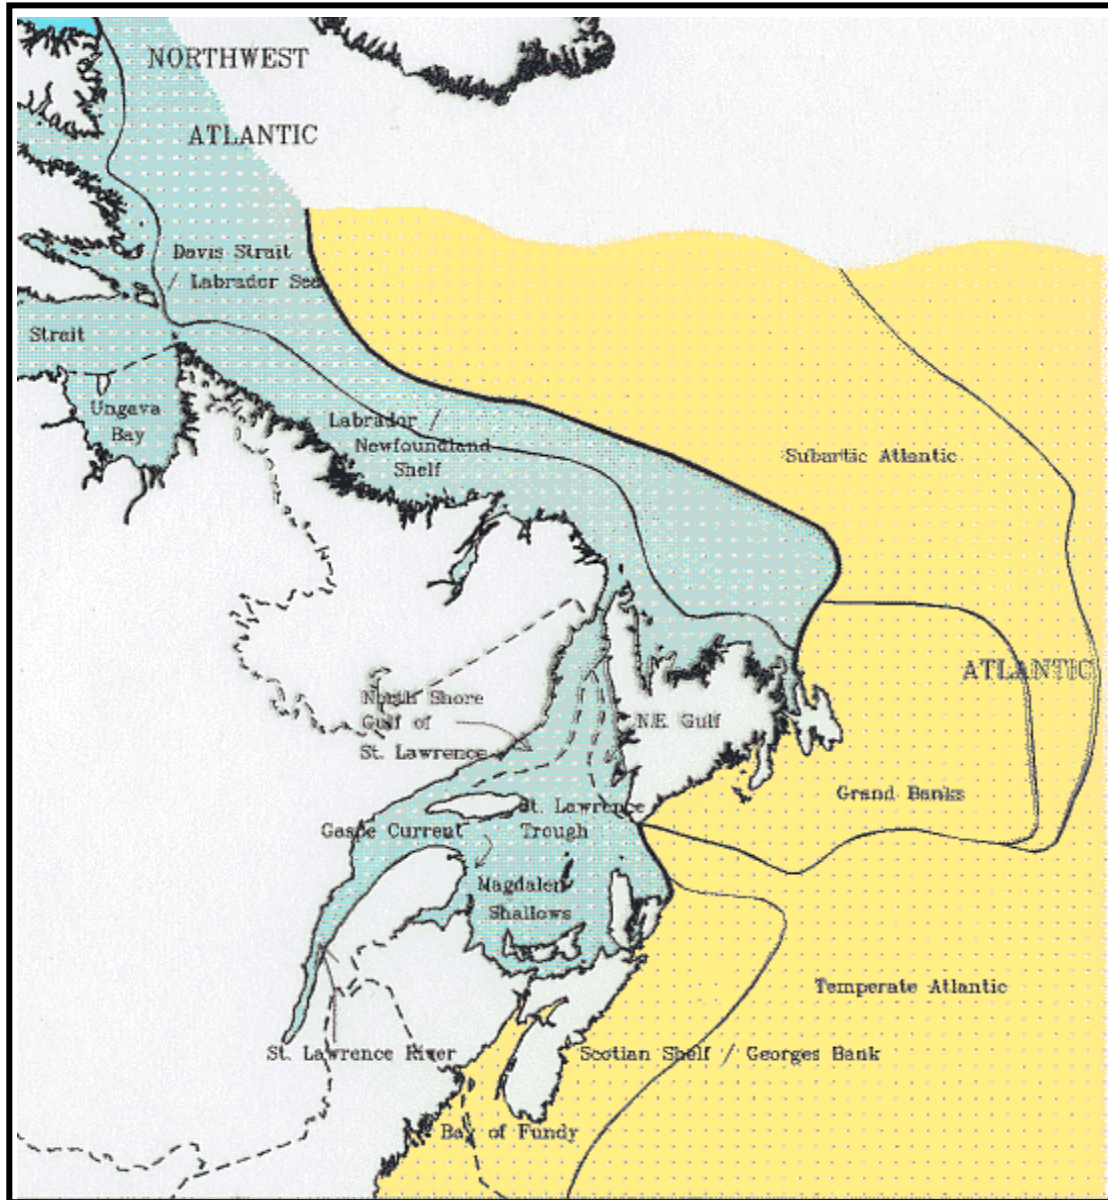 NORTHWEST
ATLANTIC
Davis Strait
/ Labrador Sea
Strait
Ungava
Bay
Labrador /
Newfoundland
Shelf
Subartic Atlantic
ATLANTIC
North Shore
Gulf of
St. Lawrence
N.E. Gulf
Grand Banks
St. Lawrence
Trough
Gaspe Current
Magdalen
Shallows
Temperate Atlantic
St. Lawrence River
Scotian Shelf / Georges Bank
Bay of Fundy